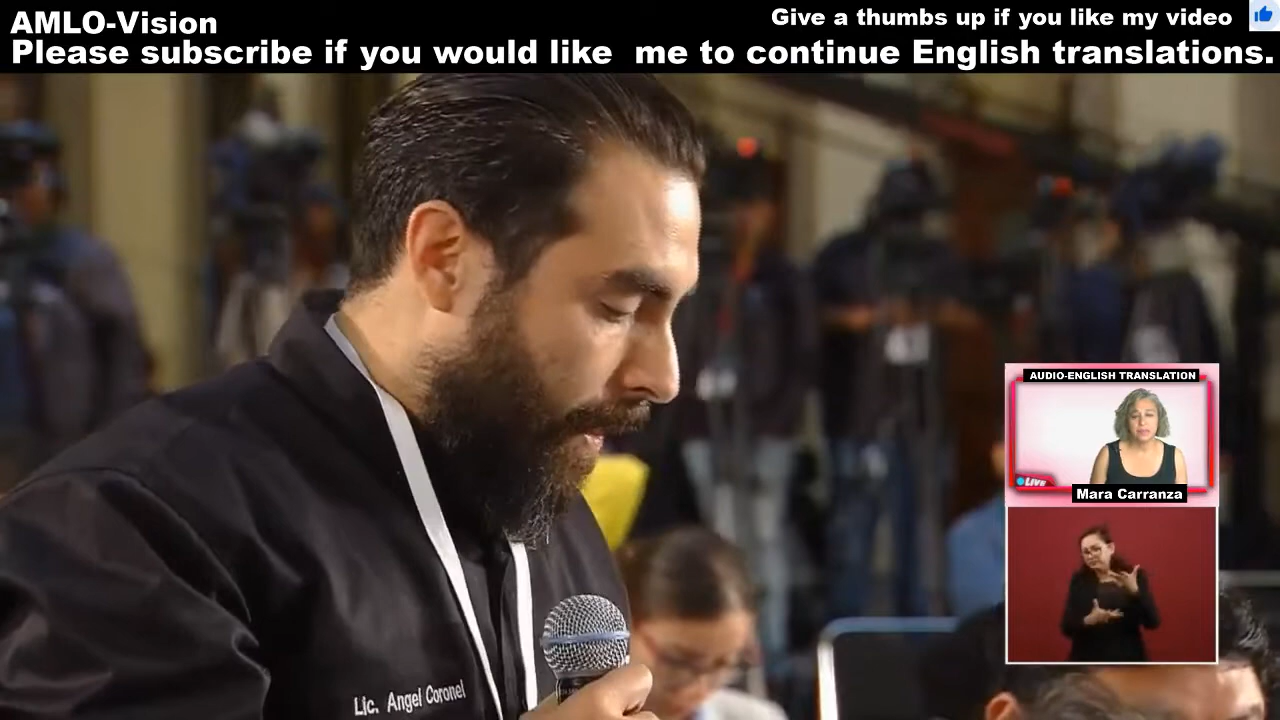 AMLO-Vision
Give a thumbs up if you like my video
Please subscribe if you would like me to continue English translations.
AUDIO-ENGLISH TRANSLATION
LIVE
Mara Carranza
Lic. Angel Coronel